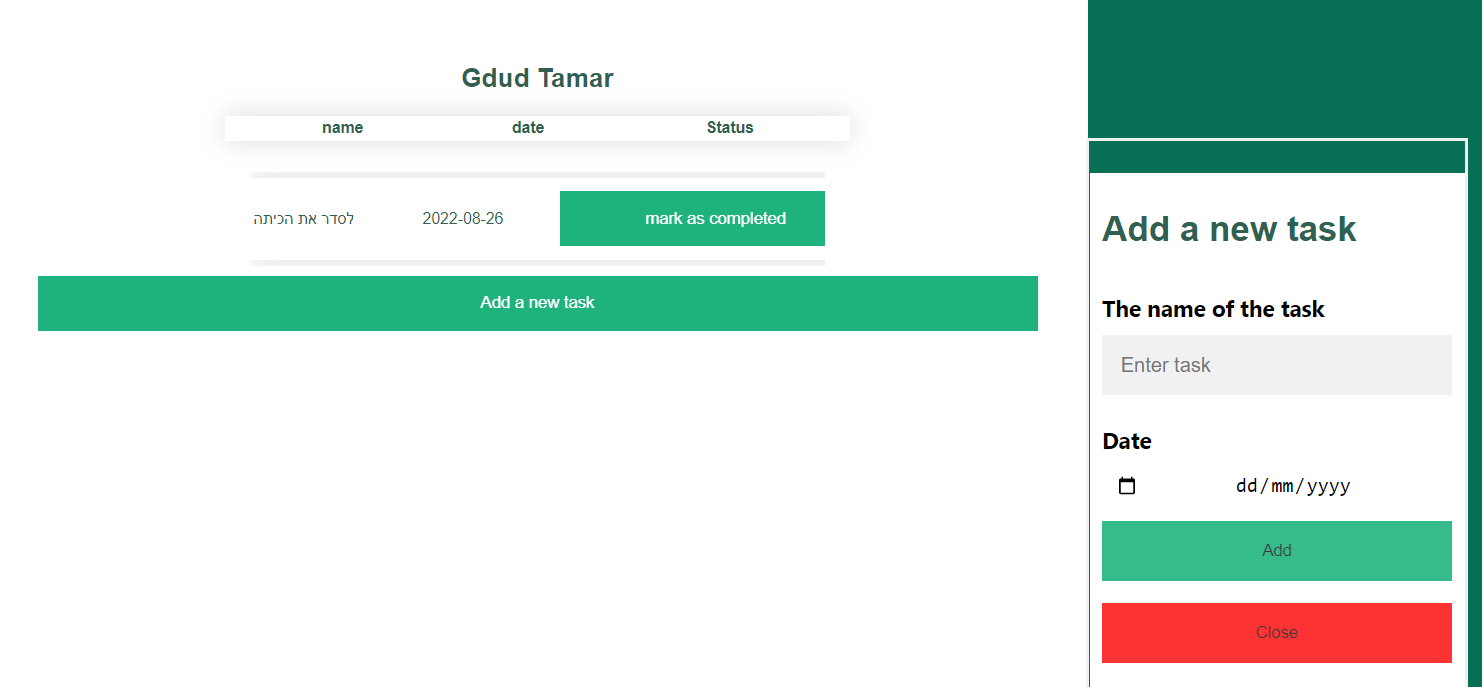 Gdud Tamar
name date Status
לסדר את הכיתה 2022-08-26 mark as completed
Add a new task
Add a new task
The name of the task
Enter task
Date
dd/mm/yyyy
Add
Close